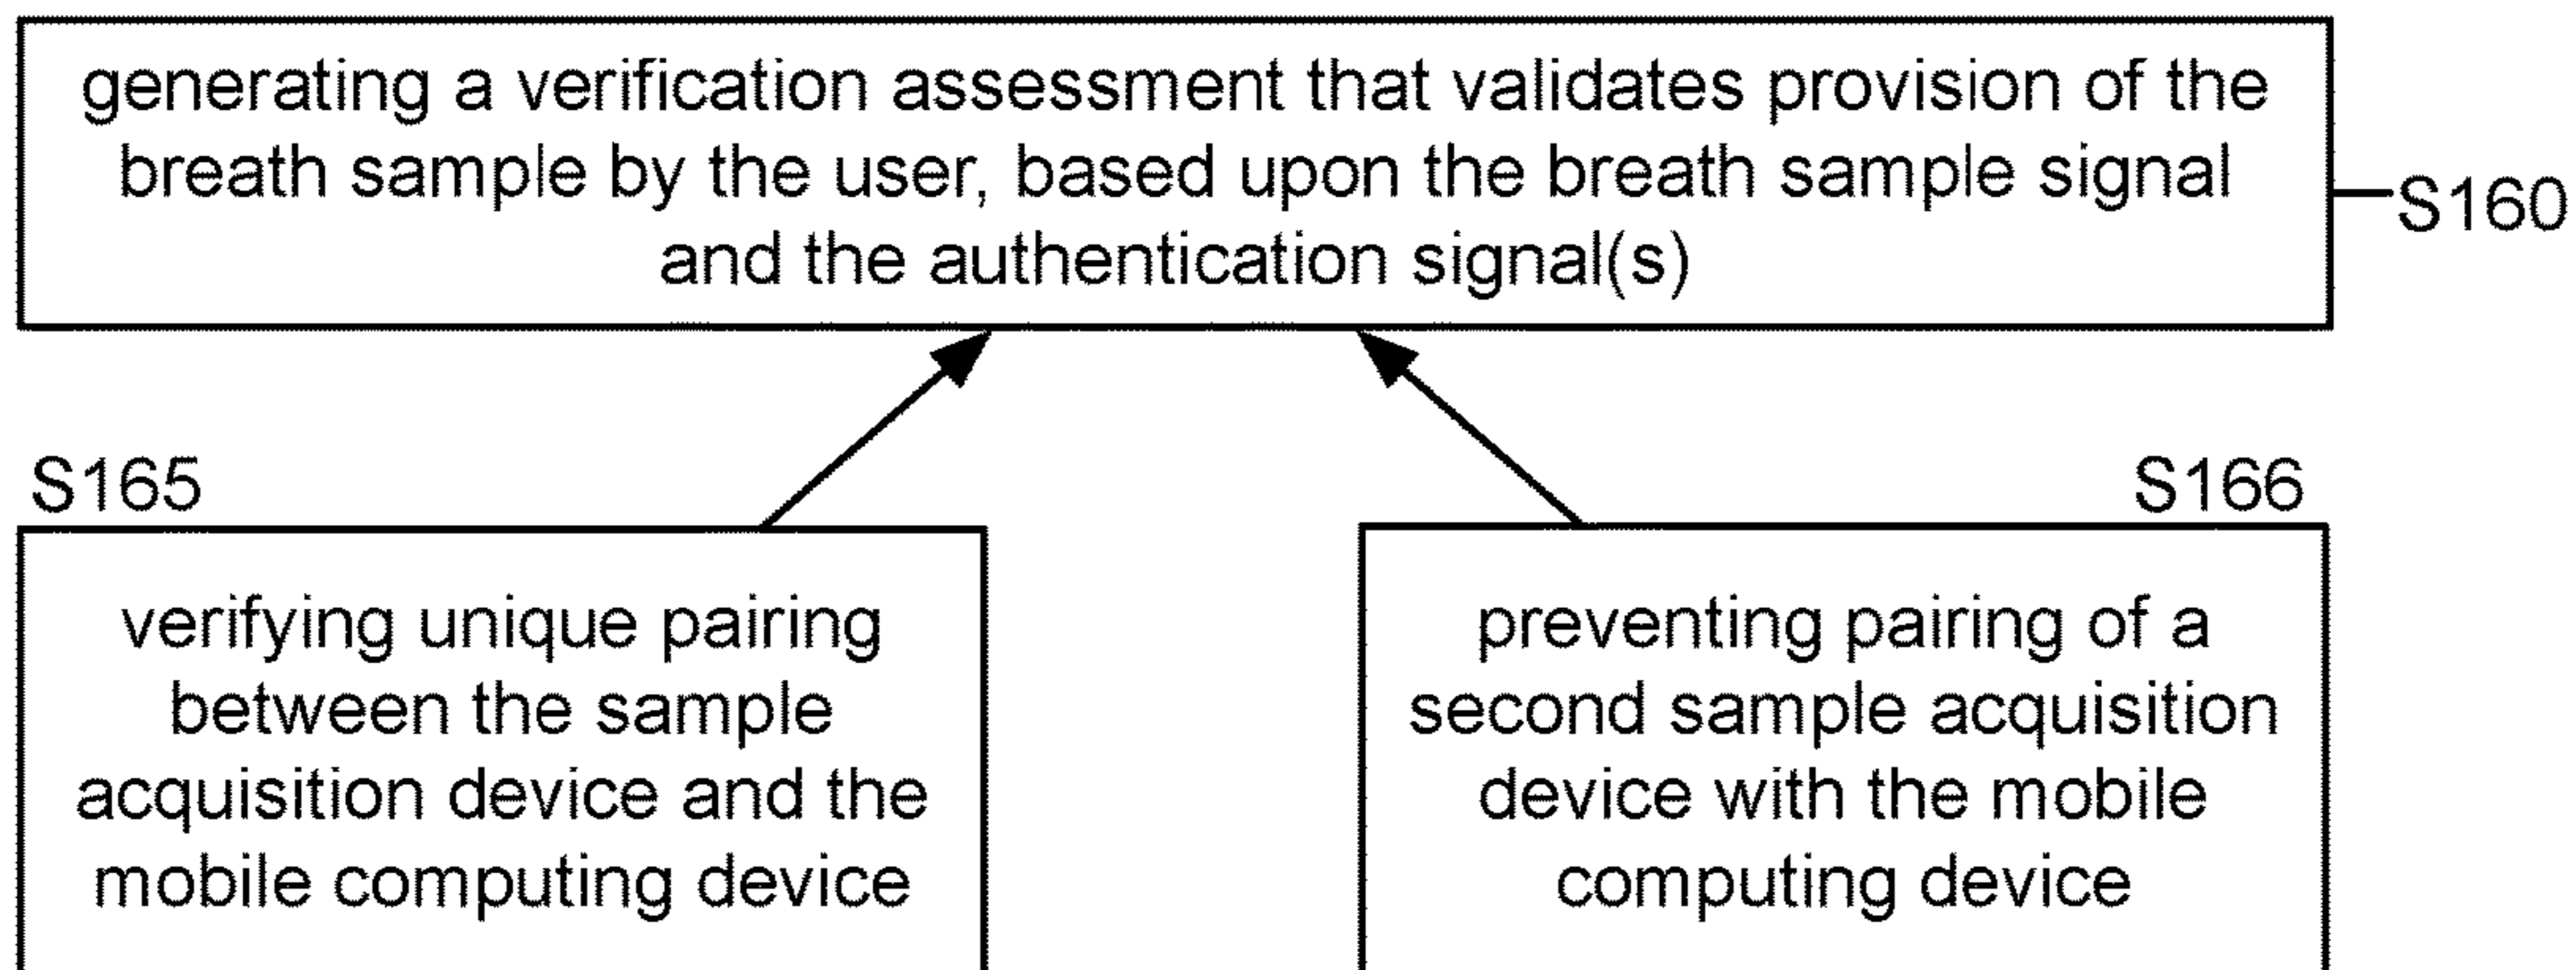 generating a verification assessment that validates provision of the
breath sample by the user, based upon the breath sample signal
and the authentication signal(s)
S160
S165
verifying unique pairing
between the sample
acquisition device and the
mobile computing device
S166
preventing pairing of a
second sample acquisition
device with the mobile
computing device